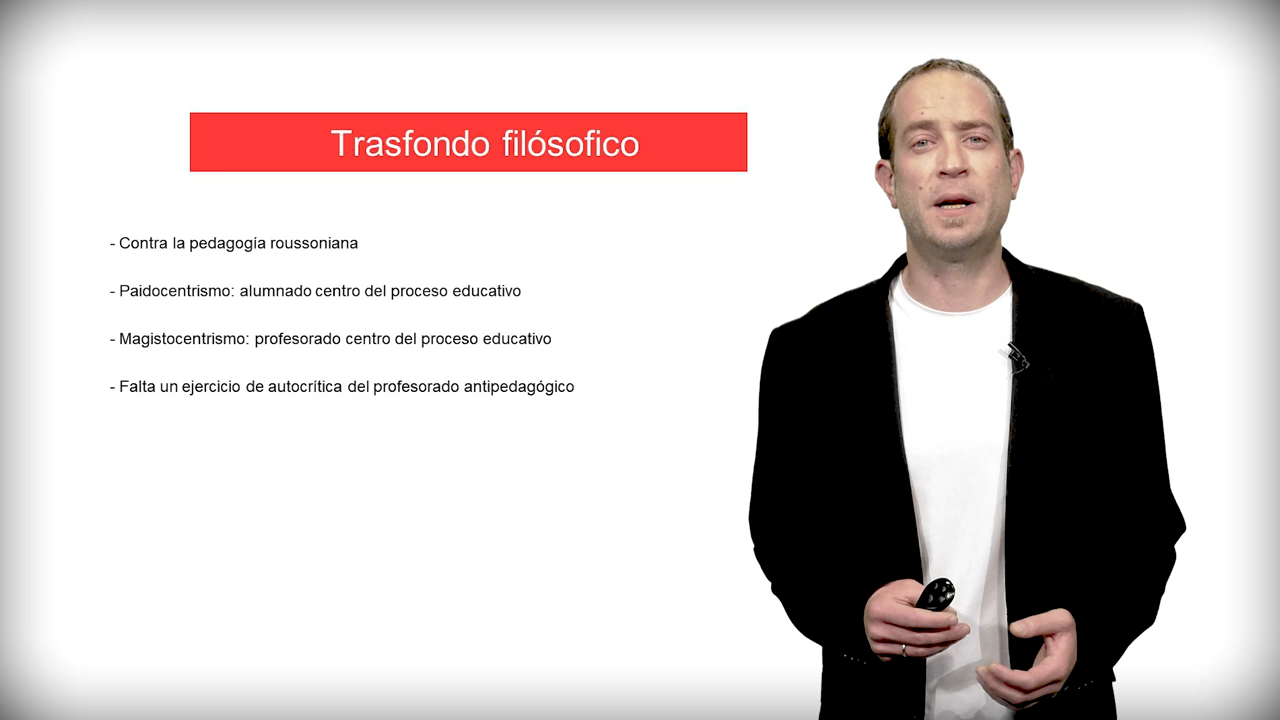 Trasfondo filósofico
- Contra la pedagogía roussoniana
- Paidocentrismo: alumnado centro del proceso educativo
- Magistocentrismo: profesorado centro del proceso educativo
- Falta un ejercicio de autocrítica del profesorado antipedagógico